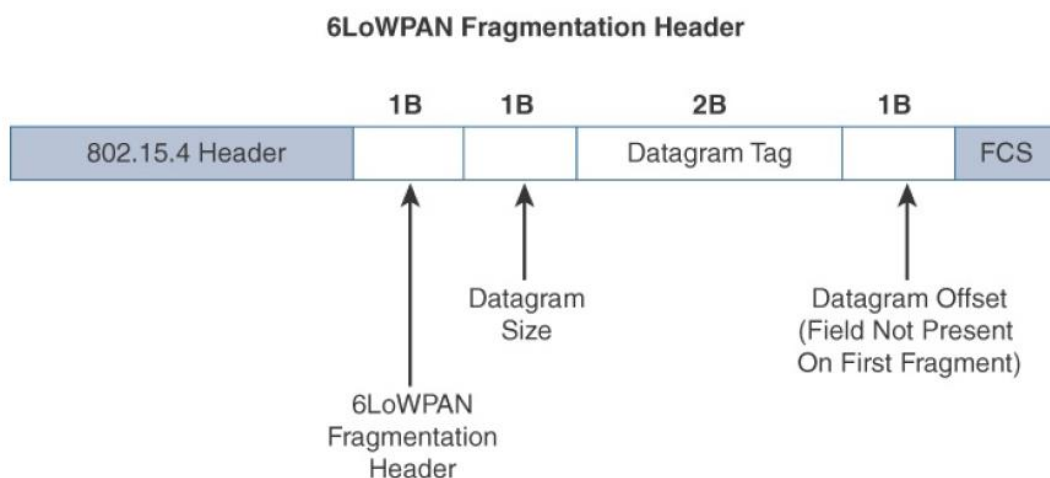 6LoWPAN Fragmentation Header
1B 1B 2B 1B
802.15.4 Header Datagram Tag FCS
Datagram
Size
Datagram Offset
(Field Not Present
On First Fragment)
6LoWPAN
Fragmentation
Header